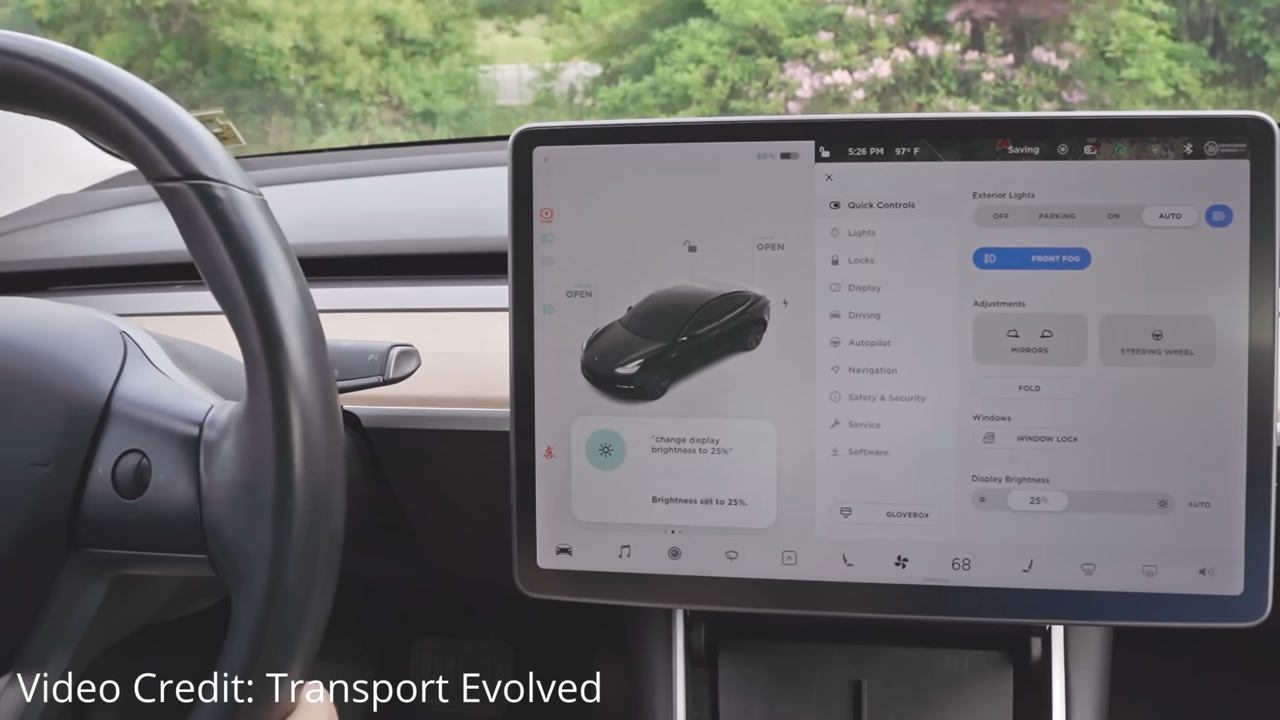 P
60%
5:26 PM
97° F
Saving
OPEN
OPEN
"change display
brightness to 25%"
Brightness set to 25%.
Quick Controls
Lights
Locks
Display
Driving
Autopilot
Navigation
Safety & Security
Service
Software
GLOVEBOX
Exterior Lights
OFF
PARKING
ON
AUTO
FRONT FOG
Adjustments
MIRRORS
STEERING WHEEL
FOLD
Windows
WINDOW LOCK
Display Brightness
25%
AUTO
68
Video Credit: Transport Evolved